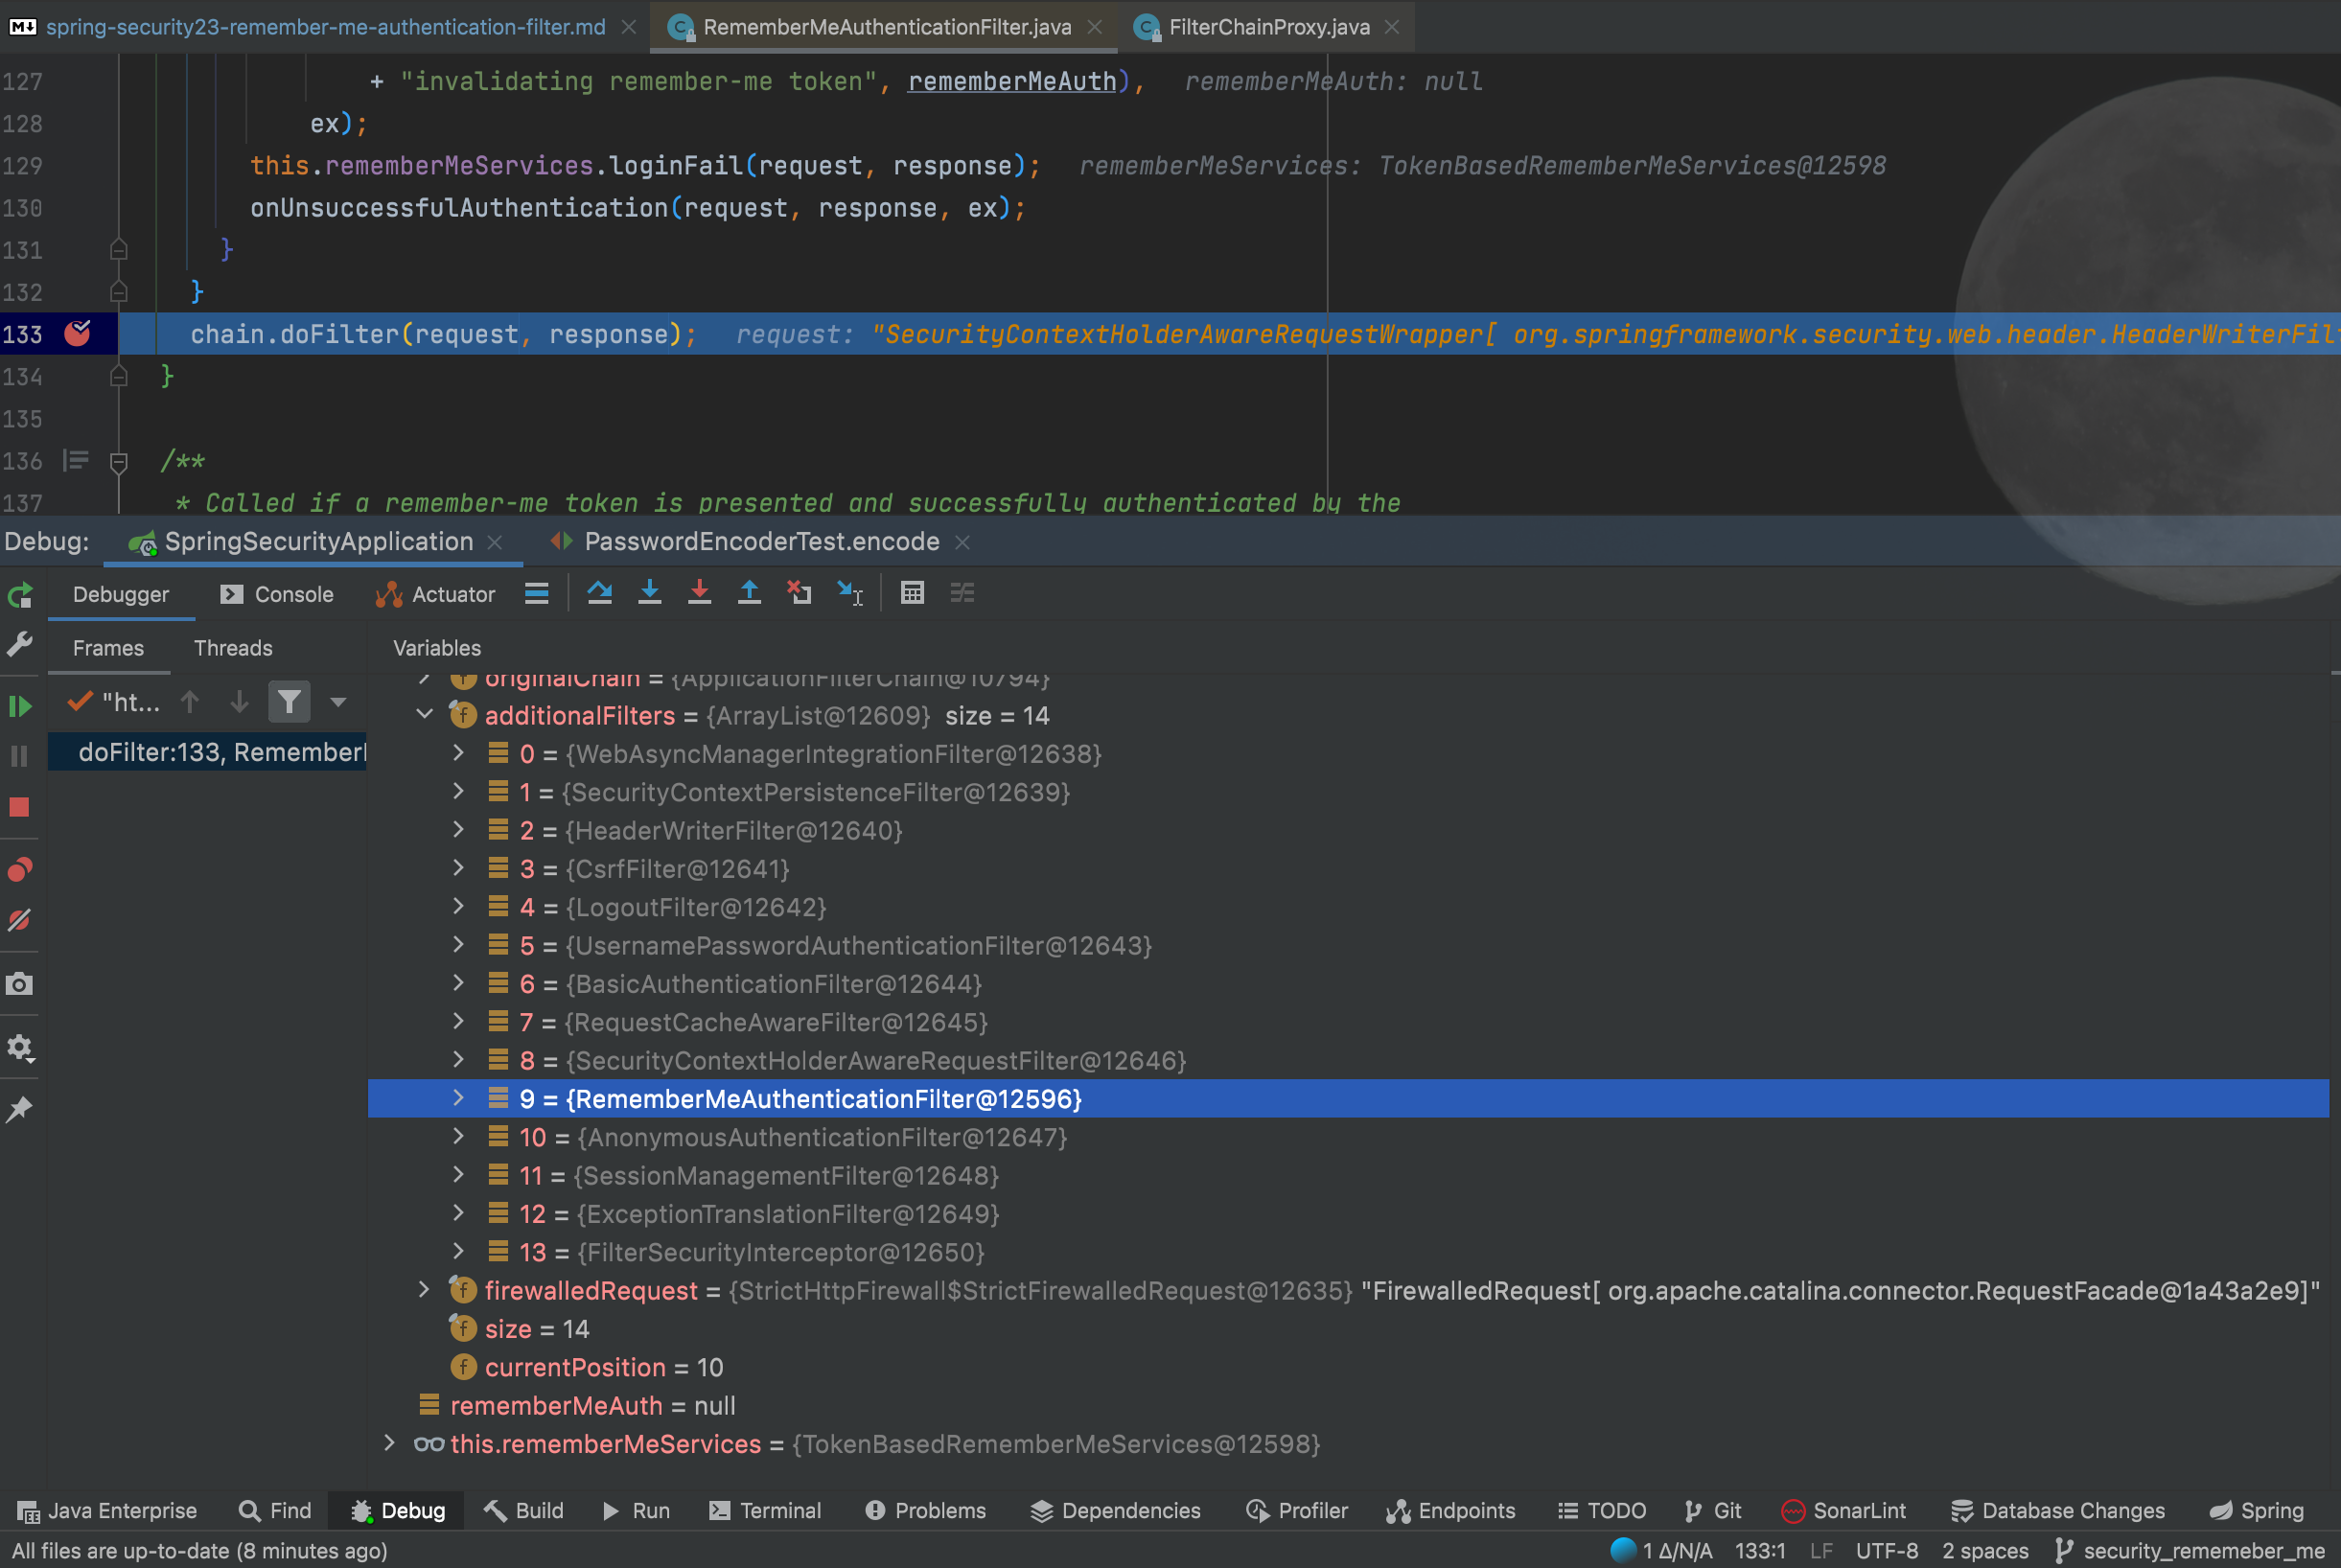 spring-security23-remember-me-authentication-filter.md RememberMeAuthenticationFilter.java FilterChainProxy.java
127 + "invalidating remember-me token", rememberMeAuth), rememberMeAuth: null
128 ex);
129 this.rememberMeServices.loginFail(request, response); rememberMeServices: TokenBasedRememberMeServices@12598
130 onUnsuccessfulAuthentication(request, response, ex);
131 }
132 }
133 chain.doFilter(request, response); request: "SecurityContextHolderAwareRequestWrapper[ org.springframework.security.web.header.HeaderWriterFilt
134 }
135
136 /**
137 * Called if a remember-me token is presented and successfully authenticated by the
Debug: SpringSecurityApplication PasswordEncoderTest.encode
Debugger Console Actuator
Frames Threads Variables
"ht...
doFilter:133, Remember
originalChain = {ApplicationFilterChain@10794}
additionalFilters = {ArrayList@12609} size = 14
0 = {WebAsyncManagerIntegrationFilter@12638}
1 = {SecurityContextPersistenceFilter@12639}
2 = {HeaderWriterFilter@12640}
3 = {CsrfFilter@12641}
4 = {LogoutFilter@12642}
5 = {UsernamePasswordAuthenticationFilter@12643}
6 = {BasicAuthenticationFilter@12644}
7 = {RequestCacheAwareFilter@12645}
8 = {SecurityContextHolderAwareRequestFilter@12646}
9 = {RememberMeAuthenticationFilter@12596}
10 = {AnonymousAuthenticationFilter@12647}
11 = {SessionManagementFilter@12648}
12 = {ExceptionTranslationFilter@12649}
13 = {FilterSecurityInterceptor@12650}
firewalledRequest = {StrictHttpFirewall$StrictFirewalledRequest@12635} "FirewalledRequest[ org.apache.catalina.connector.RequestFacade@1a43a2e9]"
size = 14
currentPosition = 10
rememberMeAuth = null
this.rememberMeServices = {TokenBasedRememberMeServices@12598}
Java Enterprise Find Debug Build Run Terminal Problems Dependencies Profiler Endpoints TODO Git SonarLint Database Changes Spring
All files are up-to-date (8 minutes ago) 1 Δ/N/A 133:1 LF UTF-8 2 spaces security_rememeber_me